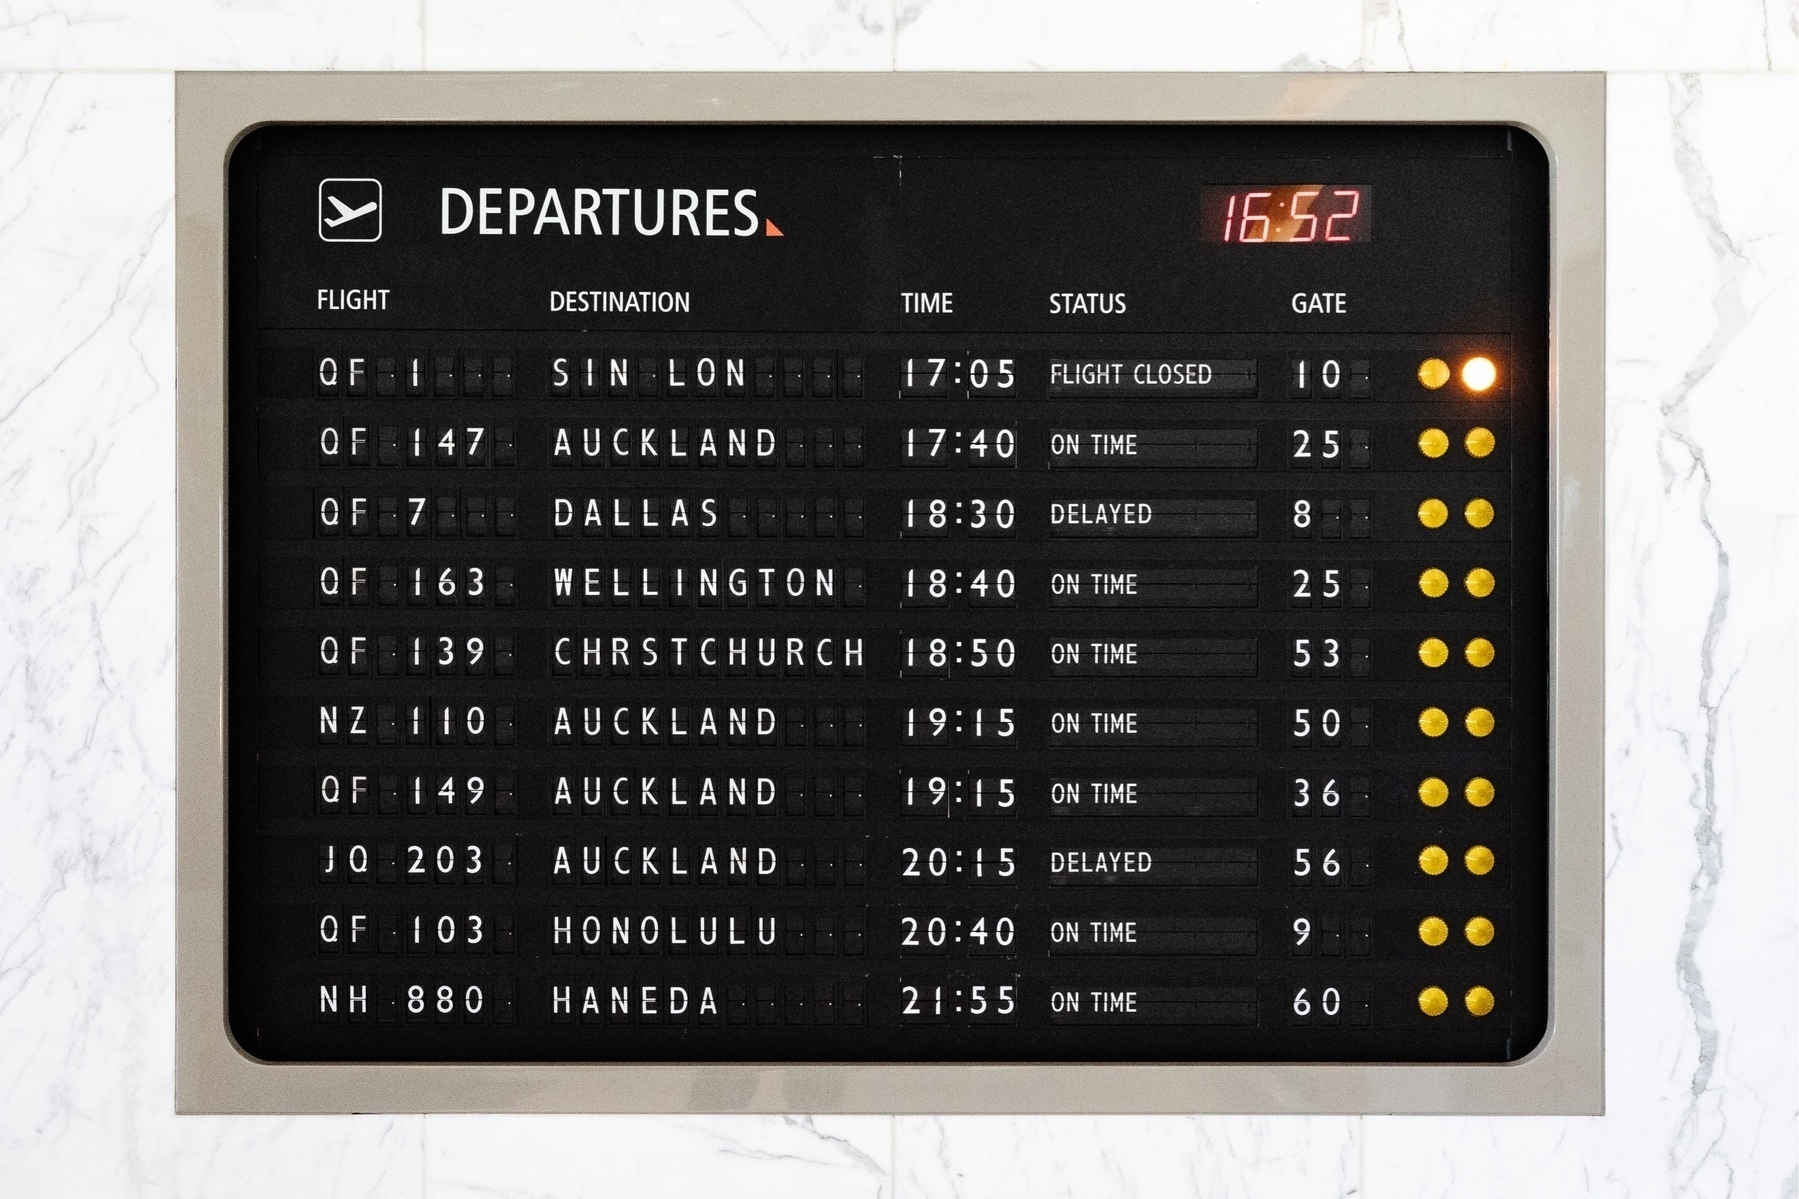 DEPARTURES
16:52
FLIGHT DESTINATION TIME STATUS GATE
QF 1 SIN LON 17:05 FLIGHT CLOSED 10
QF 147 AUCKLAND 17:40 ON TIME 25
QF 7 DALLAS 18:30 DELAYED 8
QF 163 WELLINGTON 18:40 ON TIME 25
QF 139 CHRSTCHURCH 18:50 ON TIME 53
NZ 110 AUCKLAND 19:15 ON TIME 50
QF 149 AUCKLAND 19:15 ON TIME 36
JQ 203 AUCKLAND 20:15 DELAYED 56
QF 103 HONOLULU 20:40 ON TIME 9
NH 880 HANEDA 21:55 ON TIME 60